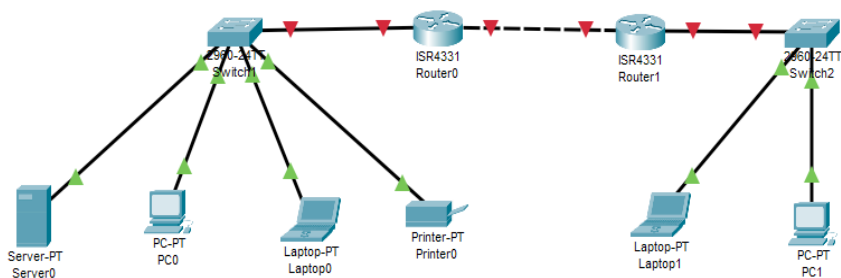 2960-24TT
Switch1
ISR4331
Router0
ISR4331
Router1
2960-24TT
Switch2
Server-PT
Server0
PC-PT
PC0
Laptop-PT
Laptop0
Printer-PT
Printer0
Laptop-PT
Laptop1
PC-PT
PC1